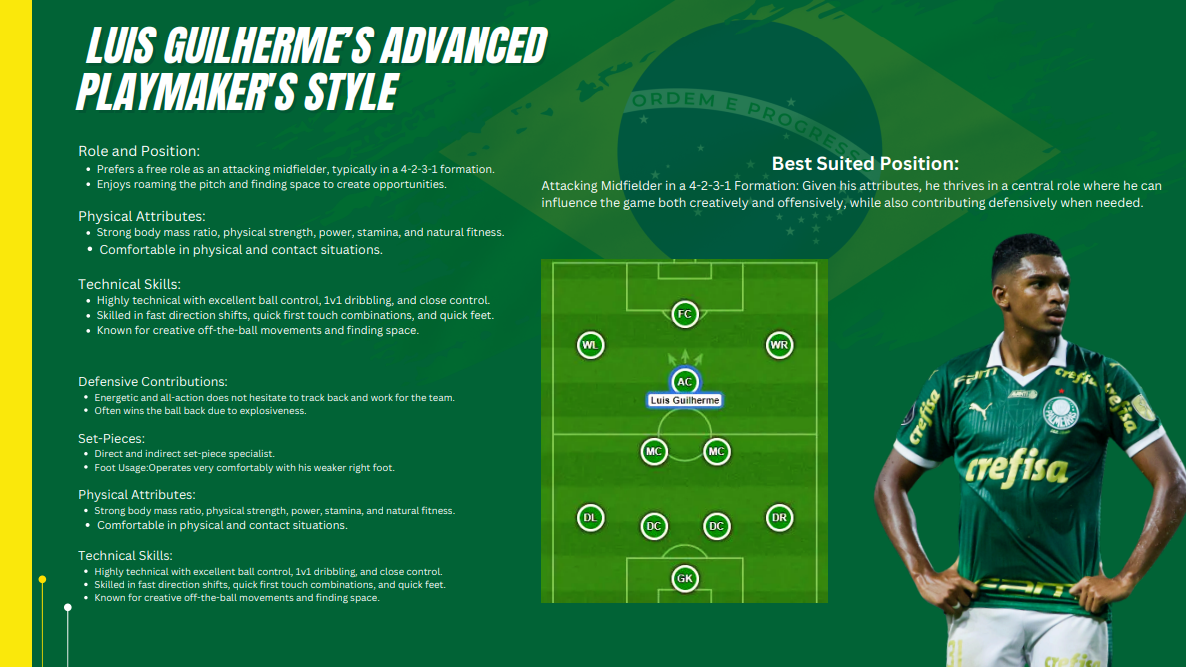 LUIS GUILHERME'S ADVANCED
PLAYMAKER'S STYLE
Role and Position:
Prefers a free role as an attacking midfielder, typically in a 4-2-3-1 formation.
Enjoys roaming the pitch and finding space to create opportunities.
Physical Attributes:
Strong body mass ratio, physical strength, power, stamina, and natural fitness.
Comfortable in physical and contact situations.
Technical Skills:
Highly technical with excellent ball control, 1v1 dribbling, and close control.
Skilled in fast direction shifts, quick first touch combinations, and quick feet.
Known for creative off-the-ball movements and finding space.
Defensive Contributions:
Energetic and all-action does not hesitate to track back and work for the team.
Often wins the ball back due to explosiveness.
Set-Pieces:
Direct and indirect set-piece specialist.
Foot Usage:Operates very comfortably with his weaker right foot.
Physical Attributes:
Strong body mass ratio, physical strength, power, stamina, and natural fitness.
Comfortable in physical and contact situations.
Technical Skills:
Highly technical with excellent ball control, 1v1 dribbling, and close control.
Skilled in fast direction shifts, quick first touch combinations, and quick feet.
Known for creative off-the-ball movements and finding space.
ORDEM E PROGRESS
Best Suited Position:
Attacking Midfielder in a 4-2-3-1 Formation: Given his attributes, he thrives in a central role where he can
influence the game both creatively and offensively, while also contributing defensively when needed.
FC
WL
WR
AC
Luis Guilherme
MC
MC
DL
DC
DC
DR
GK
FAM
crefisa
crefisa
crefisa
PALMEIRAS
crefisa
FAM
crefisa